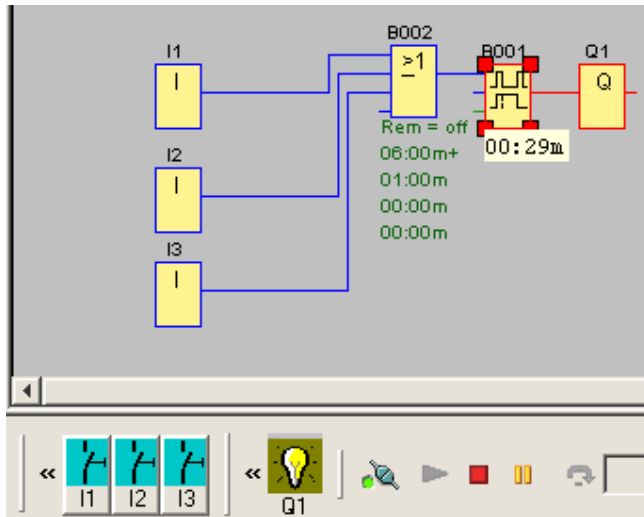 B002
I1
B001
Q1
I
>1
Q
I2
I
Rem = off
06:00m+
01:00m
00:00m
00:00m
00:29m
I3
I
«
I1
I2
I3
«
Q1